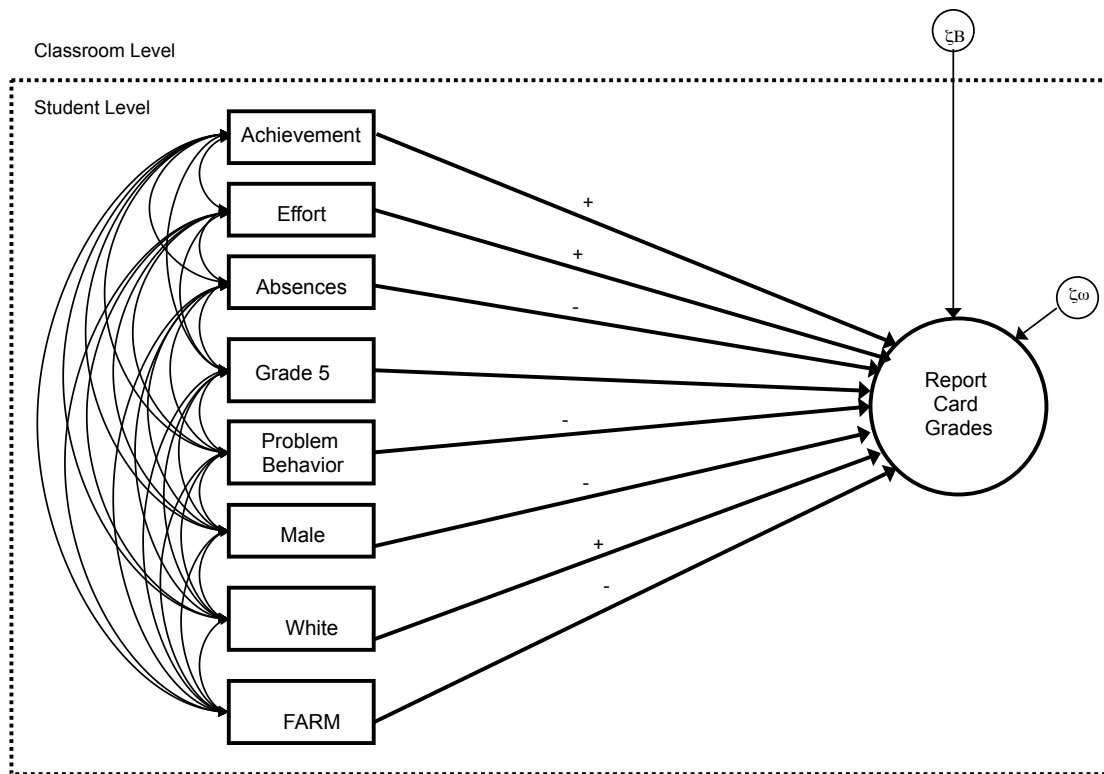 ζB
Classroom Level
Student Level
Achievement
Effort
Absences
Grade 5
Problem
Behavior
Male
White
FARM
+
+
-
-
-
+
-
ζω
Report
Card
Grades